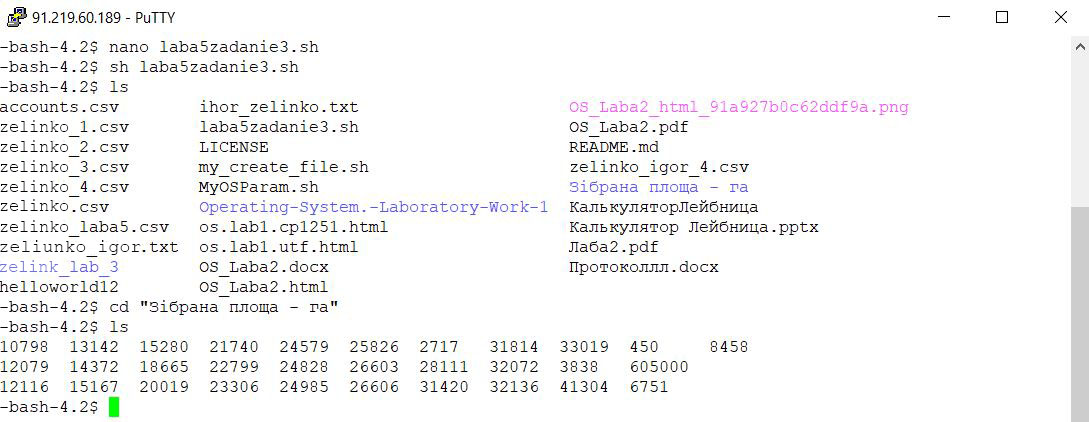 91.219.60.189 - PuTTY
-bash-4.2$ nano laba5zadanie3.sh
-bash-4.2$ sh laba5zadanie3.sh
-bash-4.2$ ls
accounts.csv ihor_zelinko.txt OS_Laba2_html_91a927b0c62ddf9a.png
zelinko_1.csv laba5zadanie3.sh OS_Laba2.pdf
zelinko_2.csv LICENSE README.md
zelinko_3.csv my_create_file.sh zelinko_igor_4.csv
zelinko_4.csv MyOSParam.sh Зібрана площа - га
zelinko.csv Operating-System.-Laboratory-Work-1 КалькуляторЛейбница
zelinko_laba5.csv os.lab1.cp1251.html Калькулятор Лейбница.pptx
zeliunko_igor.txt os.lab1.utf.html Лаба2.pdf
zelink_lab_3 OS_Laba2.docx Протоколлл.docx
helloworld12 OS_Laba2.html
-bash-4.2$ cd "Зібрана площа - га"
-bash-4.2$ ls
10798 13142 15280 21740 24579 25826 2717 31814 33019 450 8458
12079 14372 18665 22799 24828 26603 28111 32072 3838 605000
12116 15167 20019 23306 24985 26606 31420 32136 41304 6751
-bash-4.2$